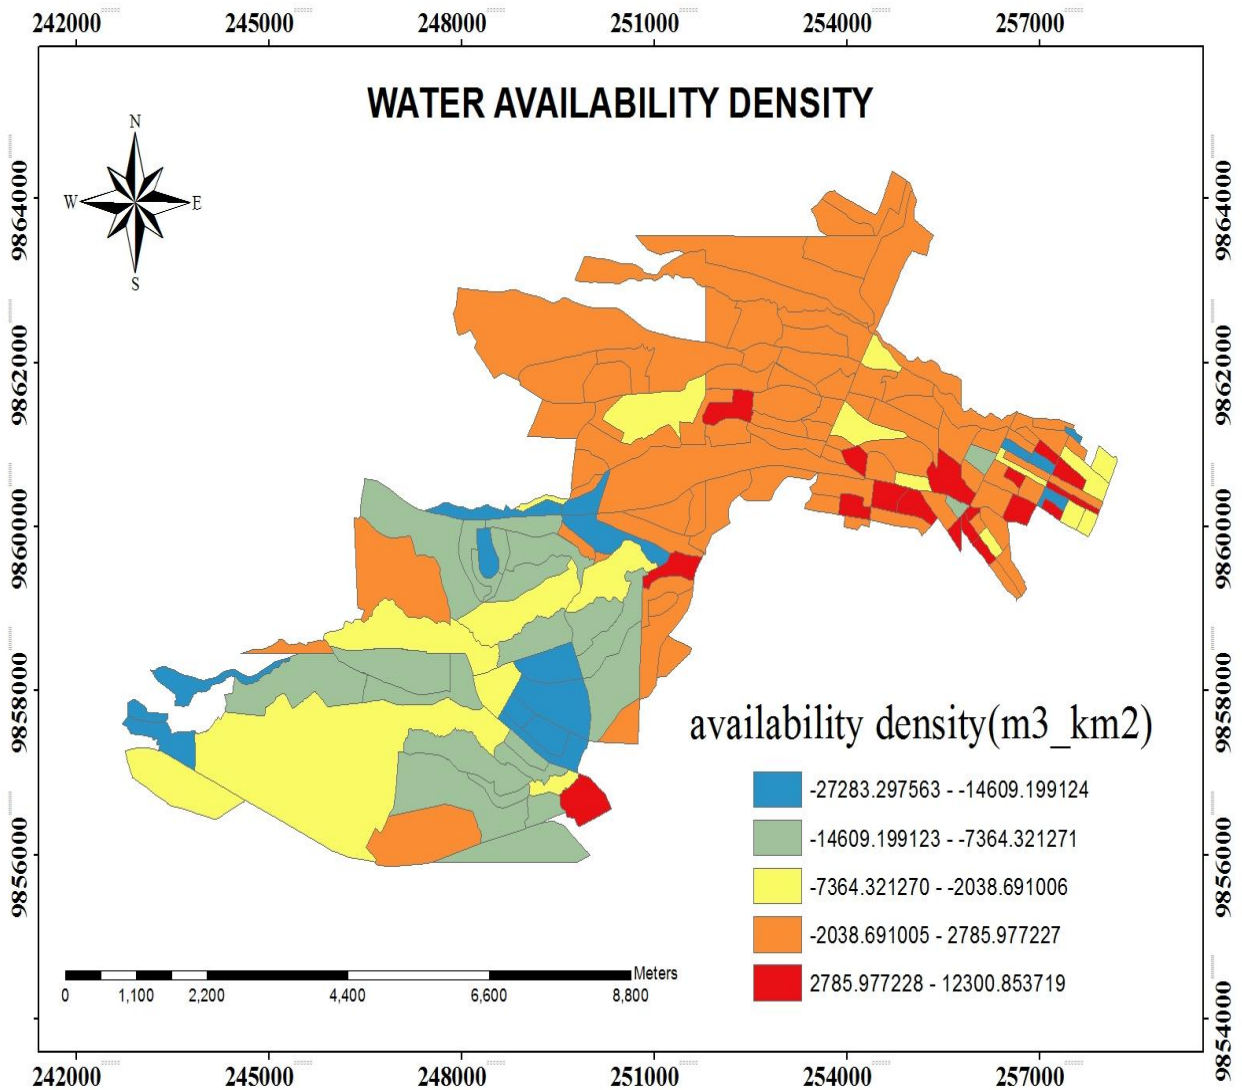 242000 245000 248000 251000 254000 257000
WATER AVAILABILITY DENSITY
N
W E
S
9864000 9864000
9862000 9862000
9860000 9860000
9858000 9858000
availability density(m3_km2)
-27283.297563 - -14609.199124
-14609.199123 - -7364.321271
9856000 9856000
-7364.321270 - -2038.691006
-2038.691005 - 2785.977227
2785.977228 - 12300.853719
Meters
0 1,100 2,200 4,400 6,600 8,800
9854000
242000 245000 248000 251000 254000 257000